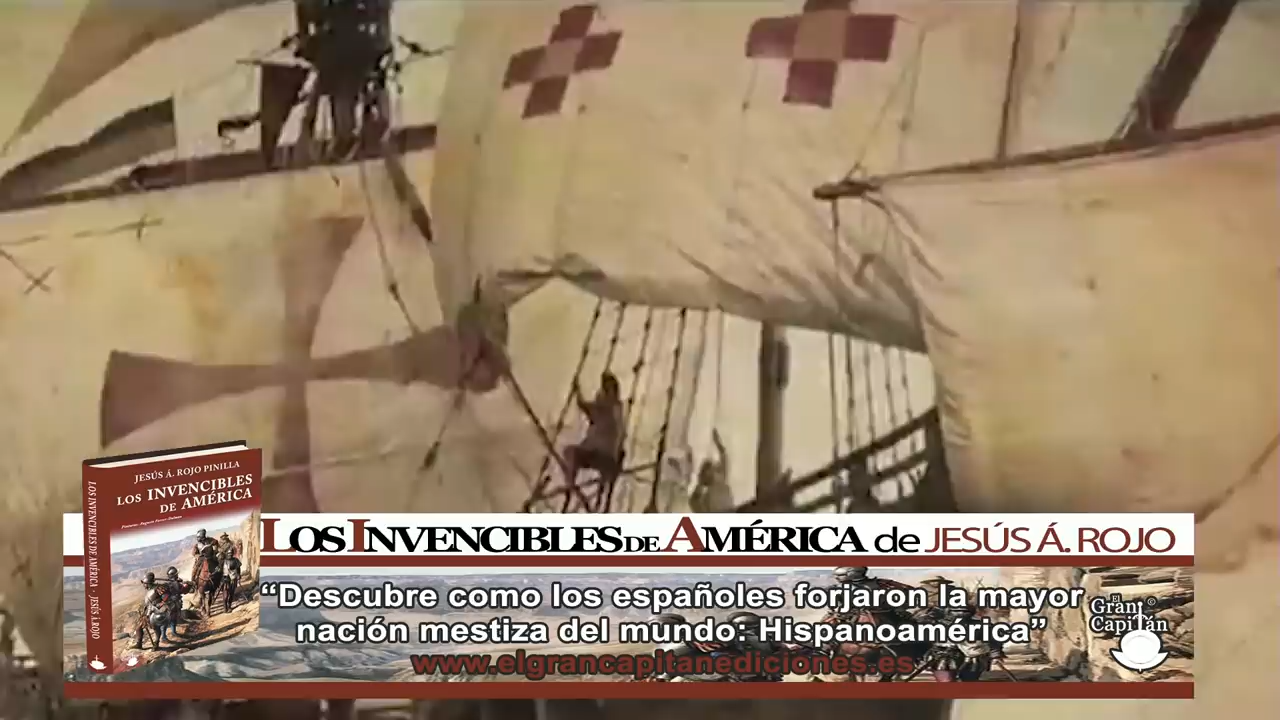 JESÚS Á. ROJO PINILLA
LOS INVENCIBLES
DE AMÉRICA
LOS INVENCIBLES DE AMÉRICA · JESÚS Á. ROJO
LOS INVENCIBLES DE AMÉRICA de JESÚS Á. ROJO
“Descubre como los españoles forjaron la mayor
nación mestiza del mundo: Hispanoamérica”
www.elgrancapitanediciones.es
El
Gran
Capitán